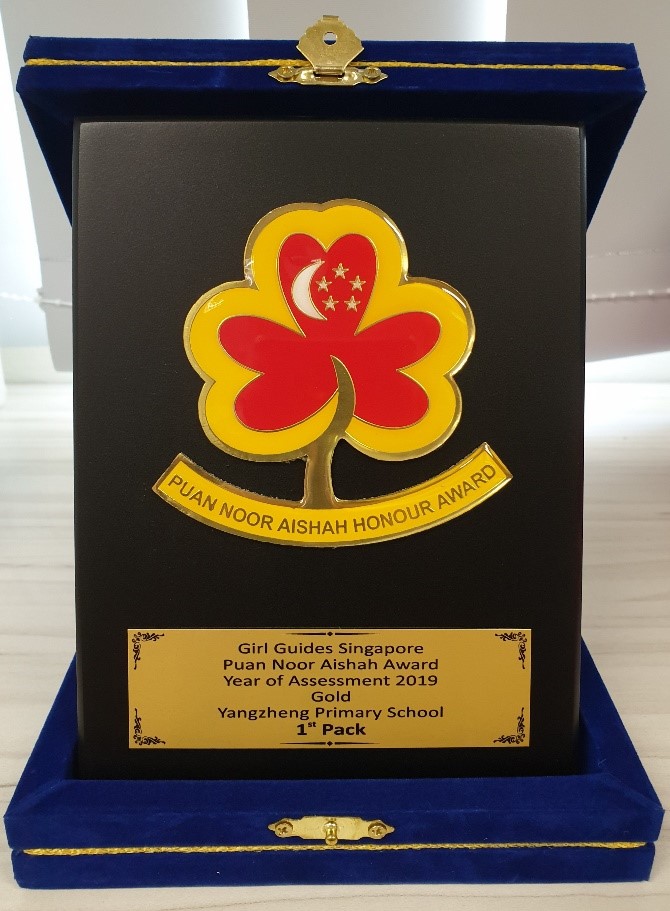 PUAN NOOR AISHAH HONOUR AWARD
Girl Guides Singapore
Puan Noor Aishah Award
Year of Assessment 2019
Gold
Yangzheng Primary School
1st Pack